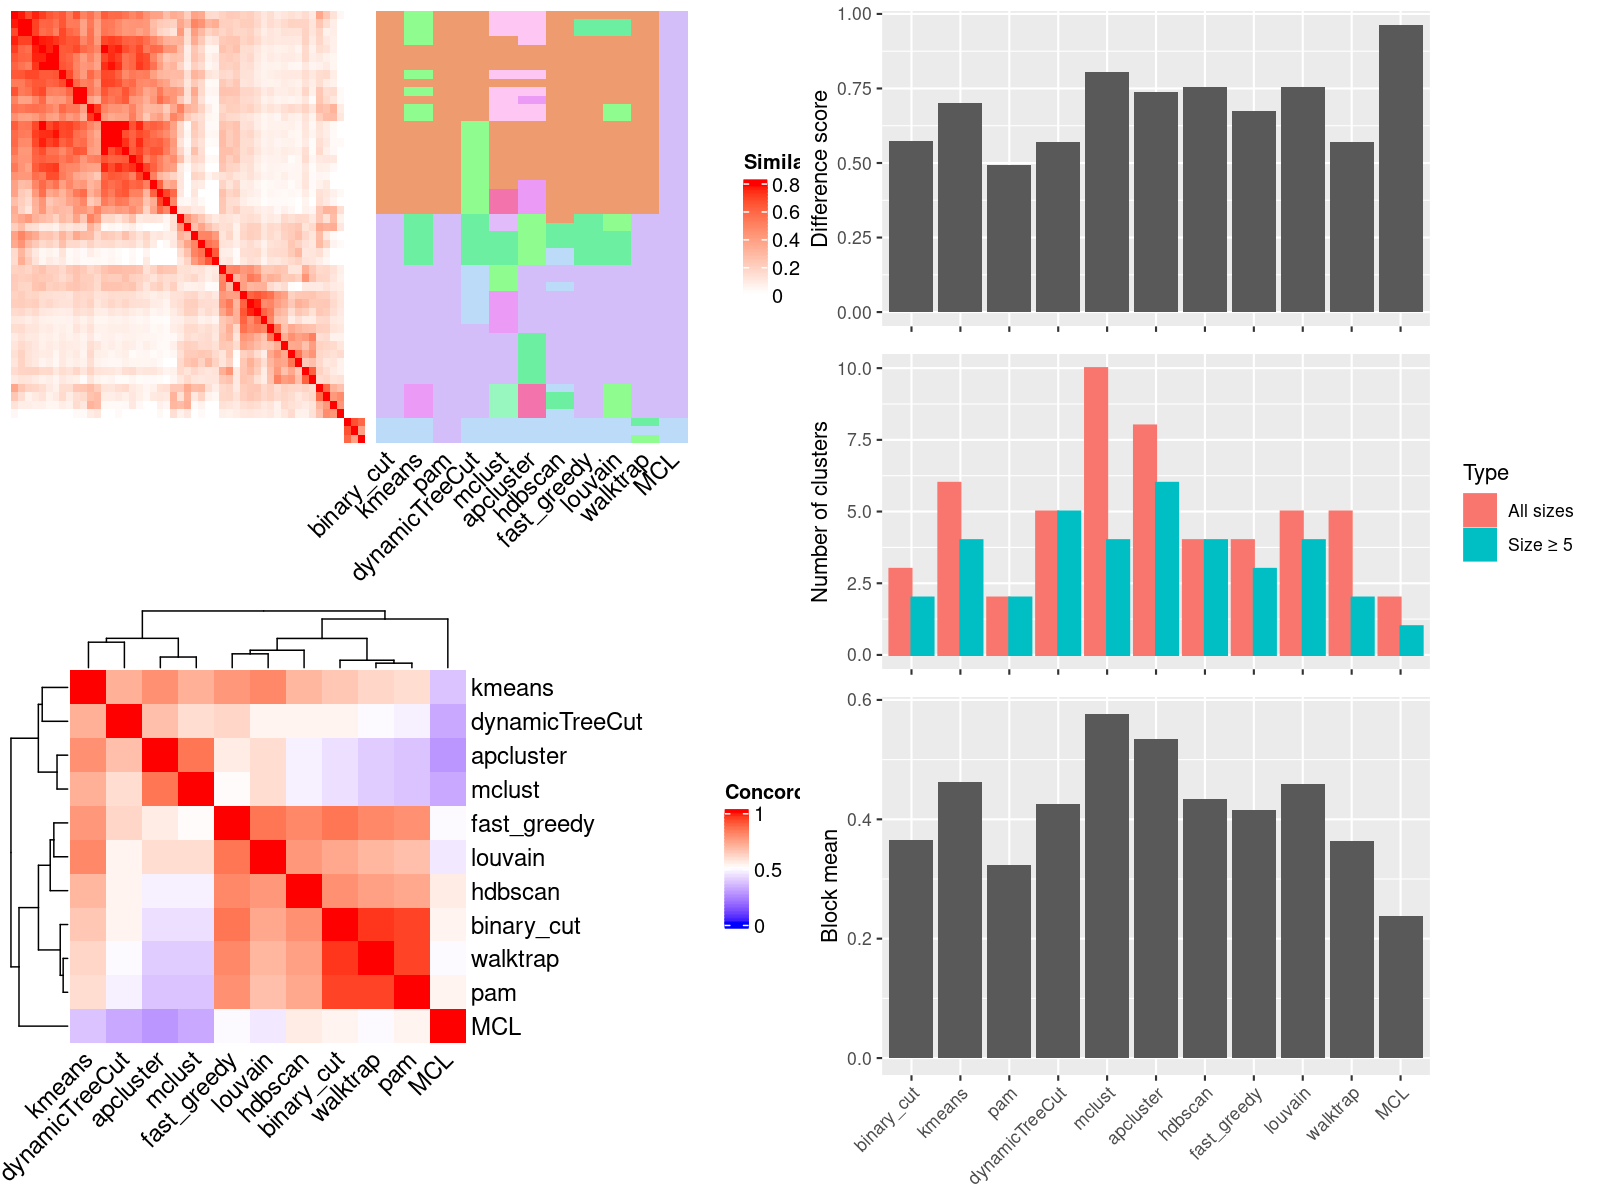 Simila
0.8
0.6
0.4
0.2
0
binary_cut
kmeans
pam
dynamicTreeCut
mclust
apcluster
hdbscan
fast_greedy
louvain
walktrap
MCL
kmeans
dynamicTreeCut
apcluster
mclust
fast_greedy
louvain
hdbscan
binary_cut
walktrap
pam
MCL
Concord
1
0.5
0
kmeans
dynamicTreeCut
apcluster
mclust
fast_greedy
louvain
hdbscan
binary_cut
walktrap
pam
MCL
Difference score
1.00
0.75
0.50
0.25
0.00
Number of clusters
10.0
7.5
5.0
2.5
0.0
Type
All sizes
Size ≥ 5
Block mean
0.6
0.4
0.2
0.0
binary_cut
kmeans
pam
dynamicTreeCut
mclust
apcluster
hdbscan
fast_greedy
louvain
walktrap
MCL